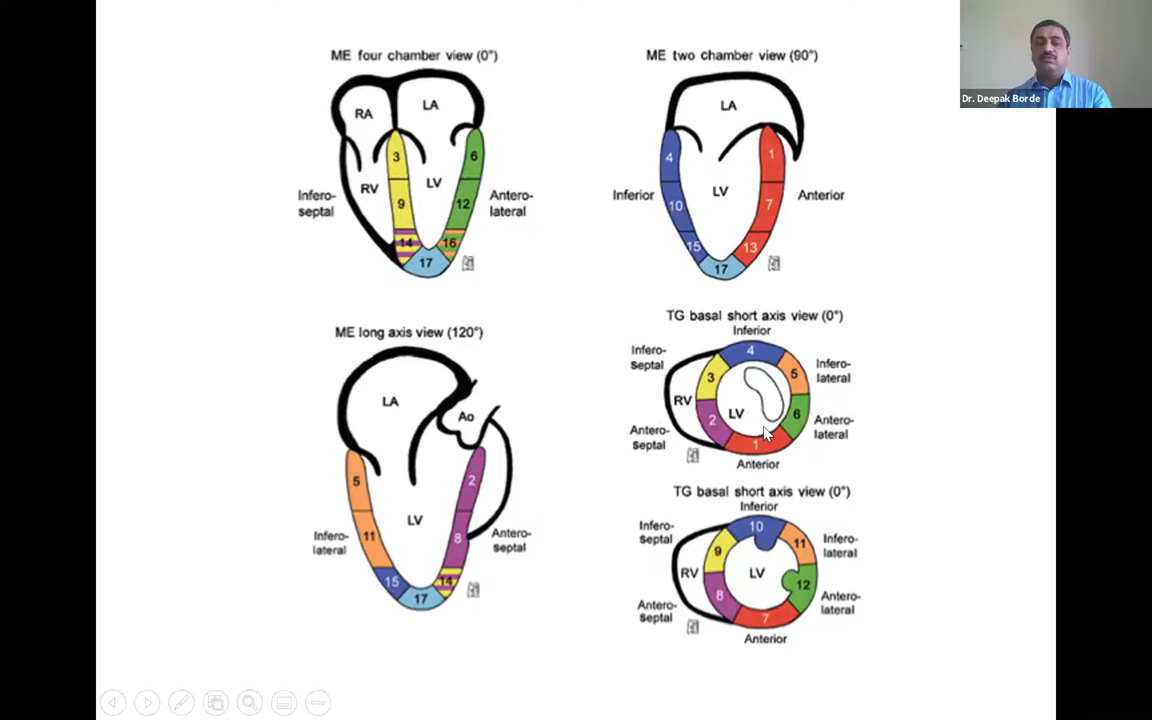 Dr. Deepak Borde
ME four chamber view (0°)
RA
LA
3
6
RV
LV
9
12
Infero-
septal
Antero-
lateral
14
16
17
ME two chamber view (90°)
LA
4
1
LV
Inferior
Anterior
10
7
15
13
17
ME long axis view (120°)
LA
Ao
5
2
LV
11
8
Infero-
lateral
Antero-
septal
15
14
17
TG basal short axis view (0°)
Inferior
Infero-
septal
4
Infero-
lateral
3
5
RV
LV
2
6
Antero-
septal
Antero-
lateral
1
Anterior
TG basal short axis view (0°)
Inferior
Infero-
septal
10
Infero-
lateral
9
11
RV
LV
8
12
Antero-
septal
Antero-
lateral
7
Anterior